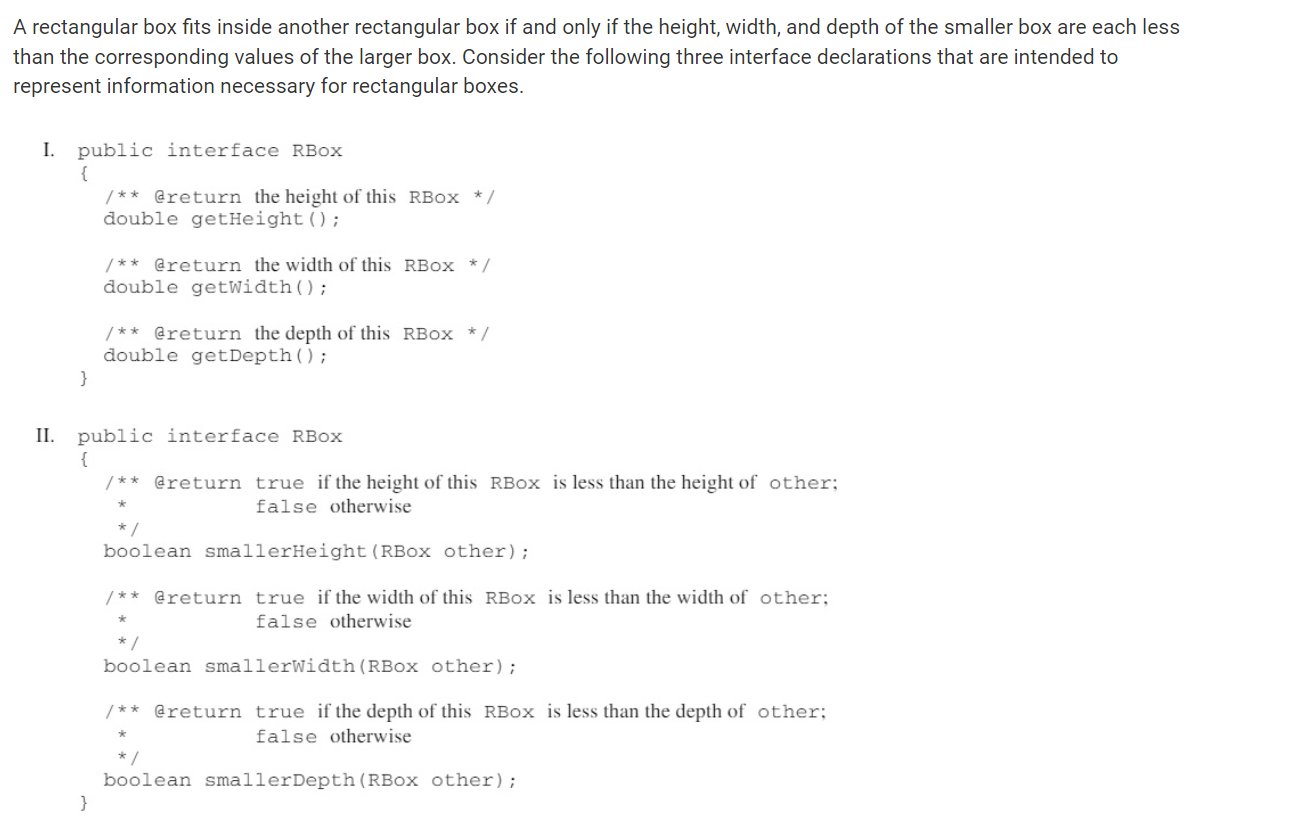 A rectangular box fits inside another rectangular box if and only if the height, width, and depth of the smaller box are each less
than the corresponding values of the larger box. Consider the following three interface declarations that are intended to
represent information necessary for rectangular boxes.
I. public interface RBox
{
/** @return the height of this RBox */
double getHeight();
/** @return the width of this RBox */
double getWidth();
/** @return the depth of this RBox */
double getDepth();
}
II. public interface RBox
{
/** @return true if the height of this RBox is less than the height of other;
* false otherwise
*/
boolean smallerHeight(RBox other);
/** @return true if the width of this RBox is less than the width of other;
* false otherwise
*/
boolean smallerWidth(RBox other);
/** @return true if the depth of this RBox is less than the depth of other;
* false otherwise
*/
boolean smallerDepth(RBox other);
}